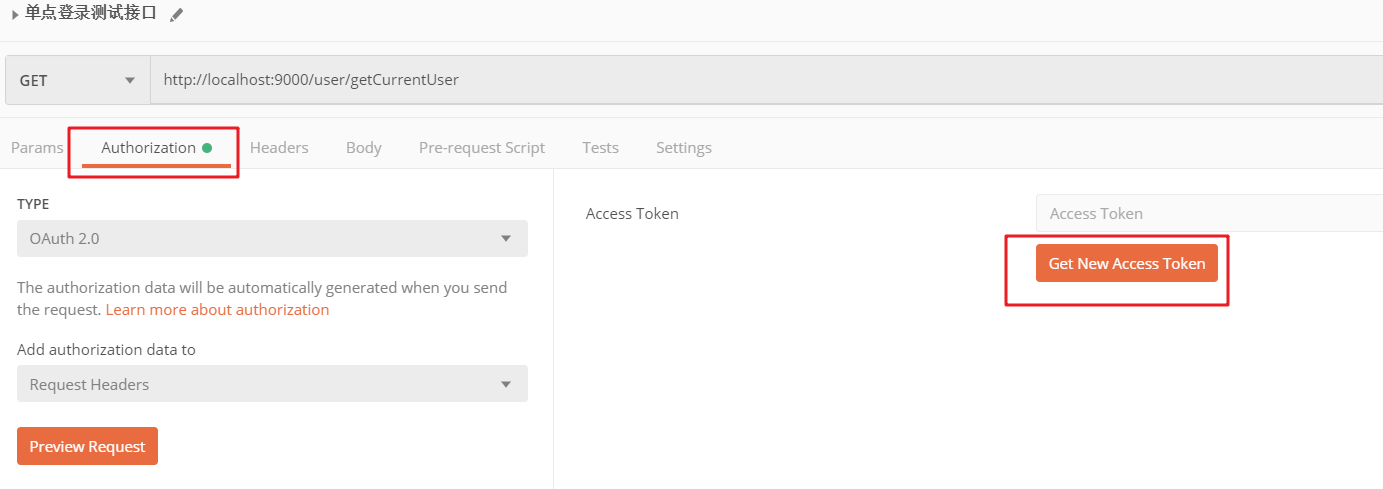 单点登录测试接口
GET http://localhost:9000/user/getCurrentUser
Params Authorization Headers Body Pre-request Script Tests Settings
TYPE
OAuth 2.0
The authorization data will be automatically generated when you send
the request. Learn more about authorization
Add authorization data to
Request Headers
Preview Request
Access Token Access Token
Get New Access Token